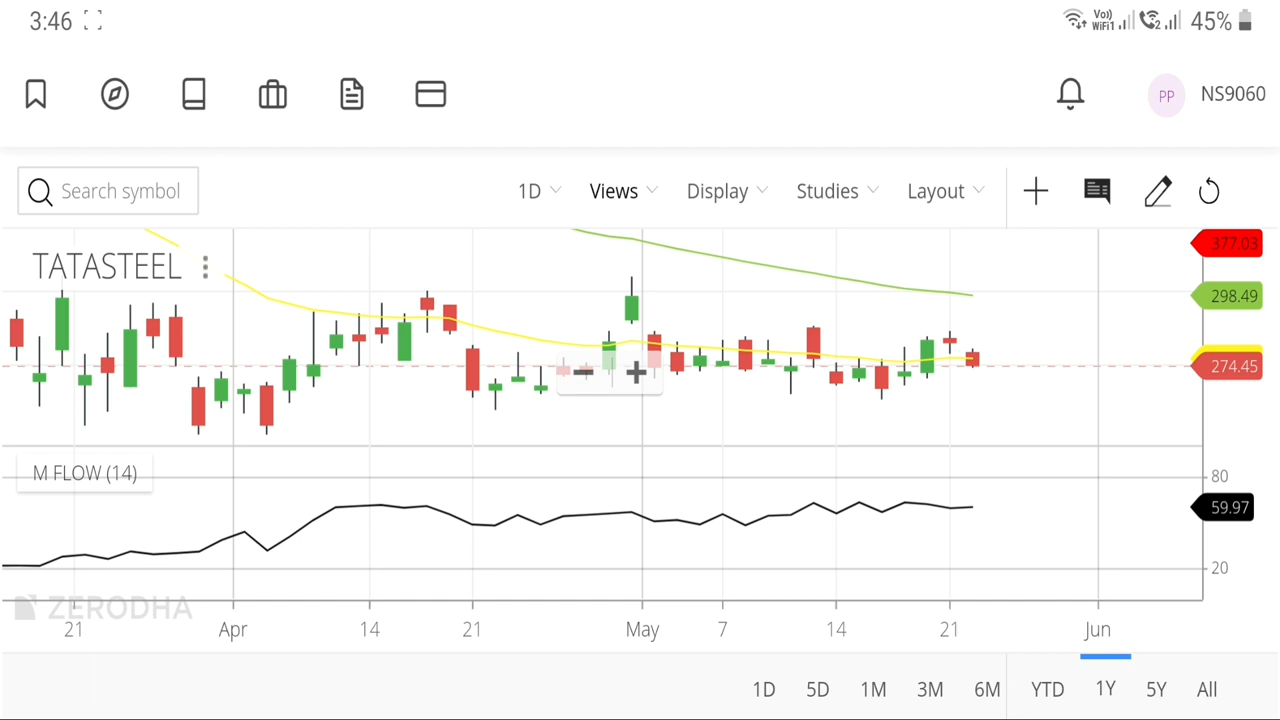 3:46 Vo) WiFi1 2 45%
PP NS9060
Search symbol 1D Views Display Studies Layout
377.03
TATASTEEL
298.49
274.45
M FLOW (14) 80
59.97
20
ZERODHA
21 Apr 14 21 May 7 14 21 Jun
1D 5D 1M 3M 6M YTD 1Y 5Y All